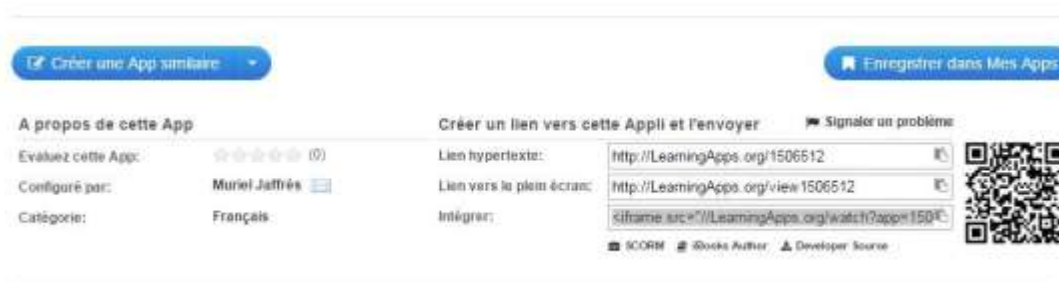 Créer une App similaire
Enregistrer dans Mes Apps
A propos de cette App
Evaluez cette App: (0)
Configuré par: Muriel Jaffrès
Catégorie: Français
Créer un lien vers cette Appli et l'envoyer
Signaler un problème
Lien hypertexte: http://LearningApps.org/1506512
Lien vers le plein écran: http://LearningApps.org/view1506512
Intégrer: <iframe src="//LearningApps.org/watch?app=150
SCORM iBooks Author Developer Source